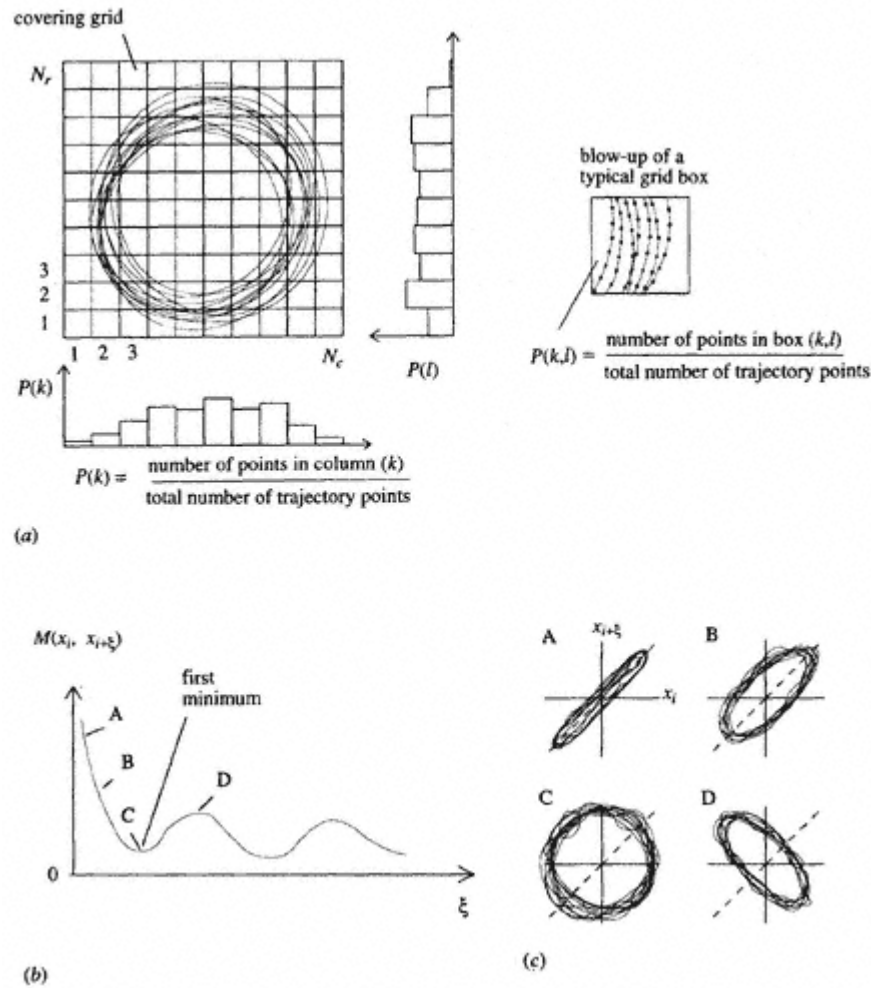 covering grid
N_r
3
2
1
1 2 3 N_c
P(l)
blow-up of a
typical grid box
P(k,l) = number of points in box (k,l)
total number of trajectory points
P(k)
P(k) = number of points in column (k)
total number of trajectory points
(a)
M(x_i, x_{i+ξ})
first
minimum
A
B
C
D
0
ξ
(b)
A
x_{i+ξ}
x_i
B
C
D
(c)